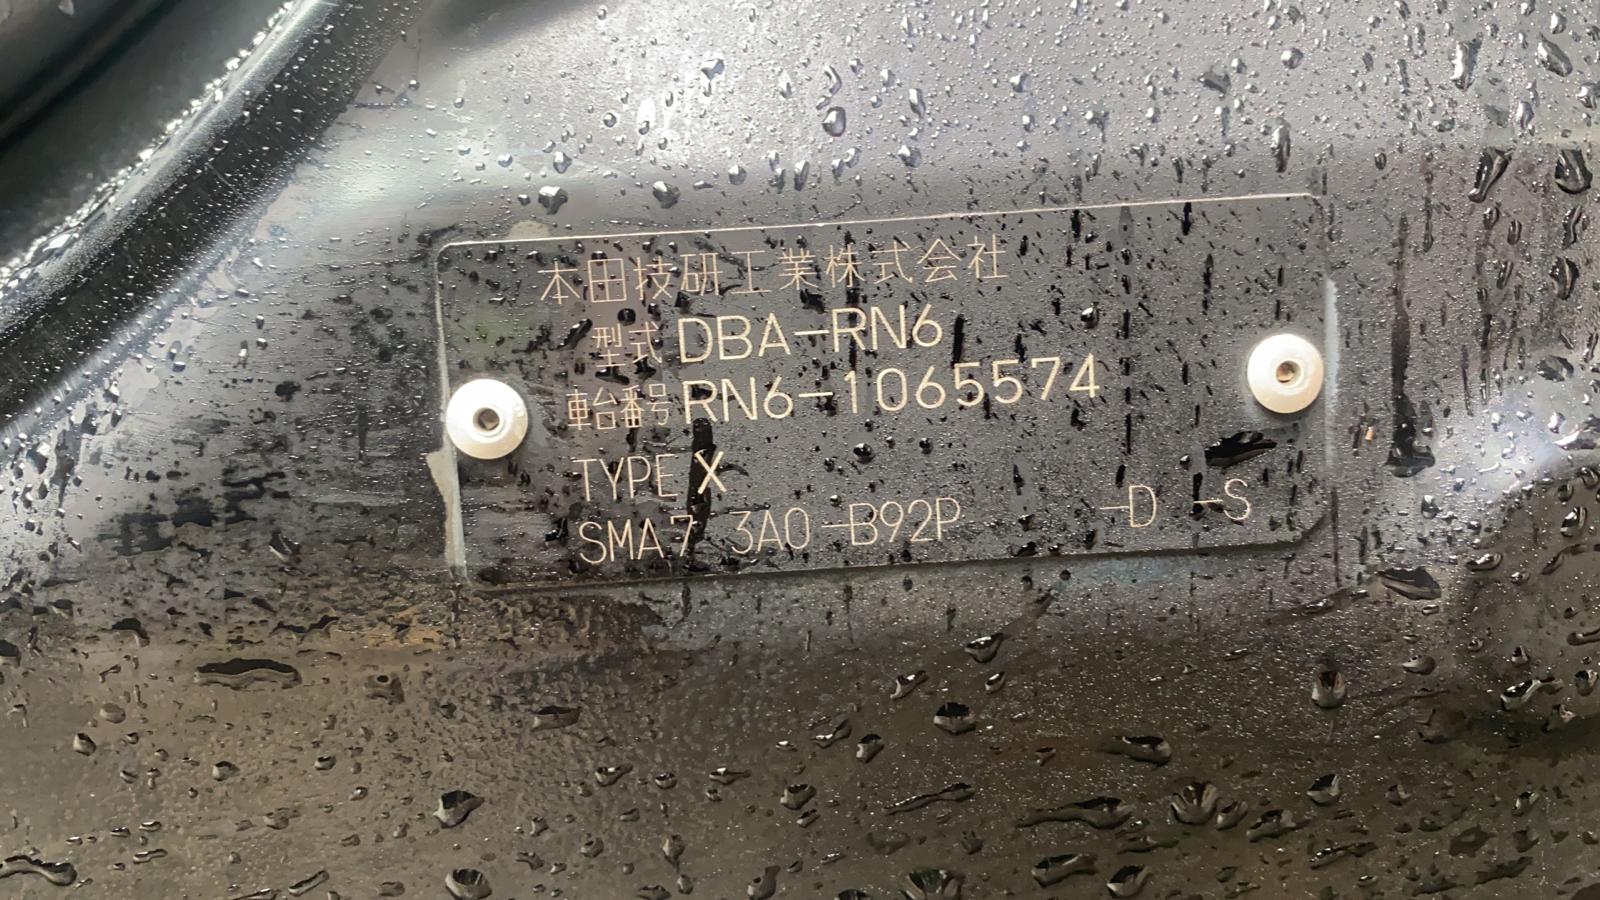 本田技研工業株式会社
型式 DBA-RN6
車台番号 RN6-1065574
TYPE X
SMA7 3A0-B92P -D -S